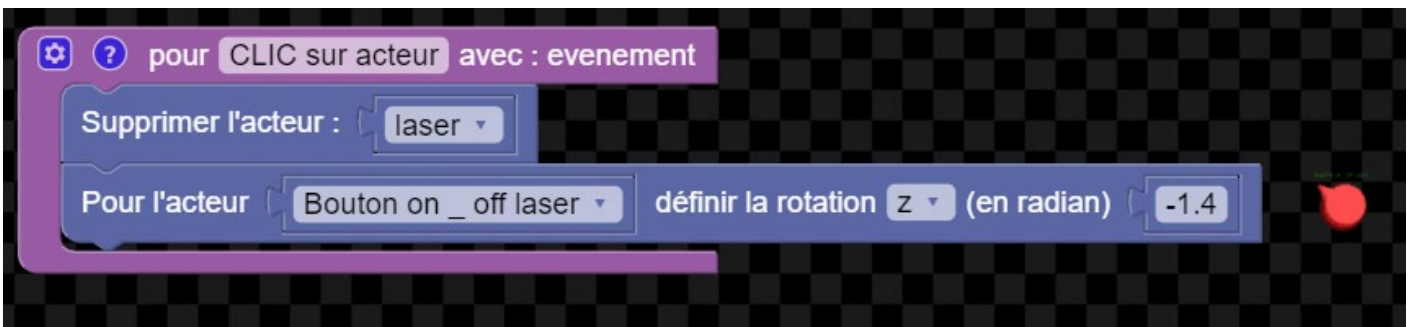 ? pour CLIC sur acteur avec : evenement
Supprimer l'acteur : laser
Pour l'acteur Bouton on _ off laser définir la rotation z (en radian) -1.4